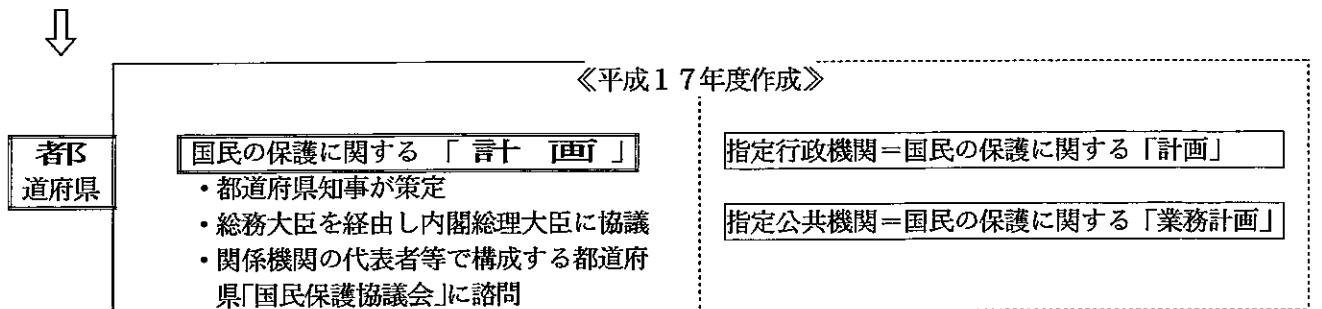 《平成１７年度作成》
都
道府県
国民の保護に関する「計画」
・都道府県知事が策定
・総務大臣を経由し内閣総理大臣に協議
・関係機関の代表者等で構成する都道府
県「国民保護協議会」に諮問
指定行政機関＝国民の保護に関する「計画」
指定公共機関＝国民の保護に関する「業務計画」